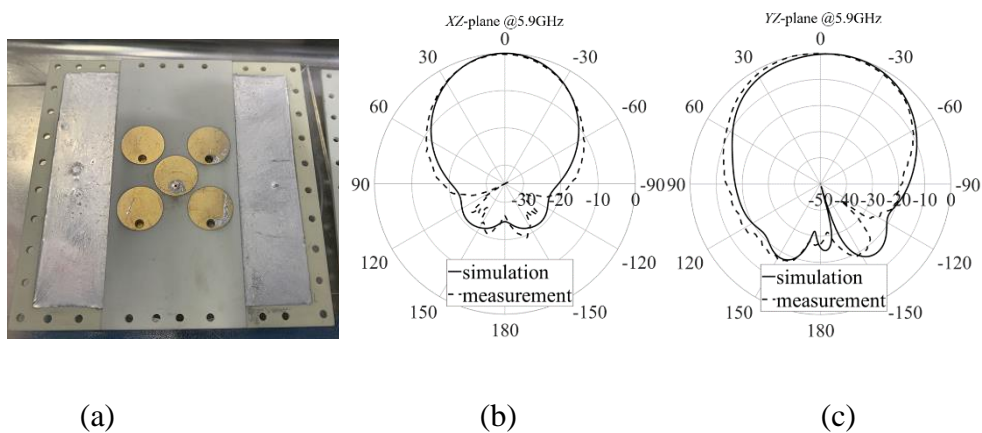 XZ-plane @5.9GHz
0
30 -30
60 -60
90 -90
-30 -20 -10 0
120 -120
simulation
measurement
150 -150
180
YZ-plane @5.9GHz
0
30 -30
60 -60
90 -90
-50 -40 -30 -20 -10 0
120 -120
simulation
measurement
150 -150
180
(a) (b) (c)